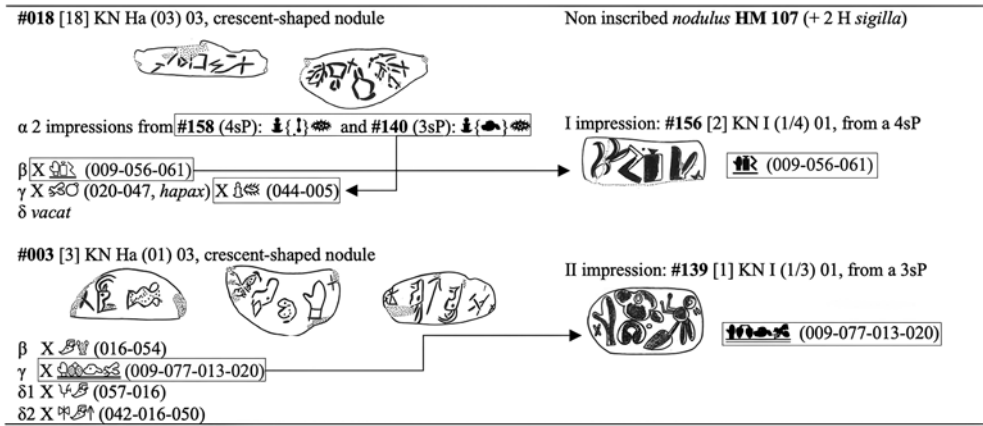 #018 [18] KN Ha (03) 03, crescent-shaped nodule
Non inscribed nodulus HM 107 (+ 2 H sigilla)
α 2 impressions from #158 (4sP): { } and #140 (3sP): { }
I impression: #156 [2] KN I (1/4) 01, from a 4sP
β X (009-056-061)
(009-056-061)
γ X (020-047, hapax) X (044-005)
δ vacat
#003 [3] KN Ha (01) 03, crescent-shaped nodule
II impression: #139 [1] KN I (1/3) 01, from a 3sP
β X (016-054)
(009-077-013-020)
γ X (009-077-013-020)
δ1 X (057-016)
δ2 X (042-016-050)